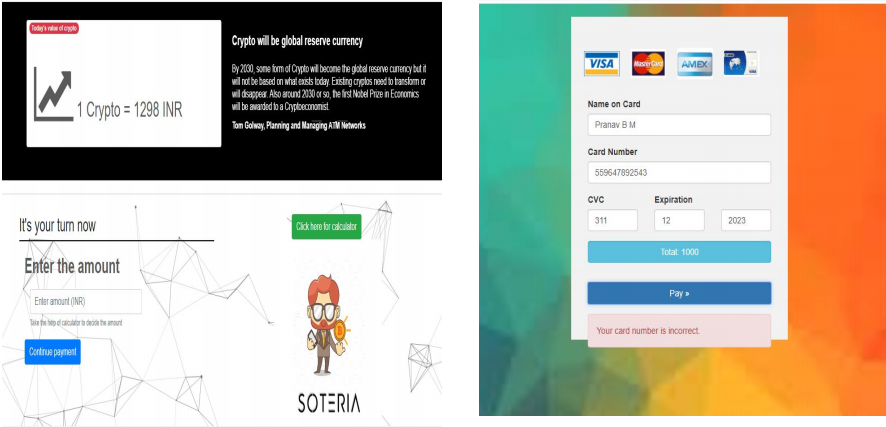 Today's value of crypto
1 Crypto = 1298 INR
Crypto will be global reserve currency
By 2030, some form of Crypto will become the global reserve currency but it
will not be based on what exists today. Existing cryptos need to transform or
will disappear. Also around 2030 or so, the first Nobel Prize in Economics
will be awarded to a Cryptoeconomist.
Tom Golway, Planning and Managing ATM Networks
It's your turn now
Enter the amount
Enter amount (INR)
Take the help of calculator to decide the amount
Continue payment
Click here for calculator
SOTERIA
VISA
MasterCard
AMEX
Name on Card
Pranav B M
Card Number
559647892543
CVC
Expiration
311
12
2023
Total: 1000
Pay »
Your card number is incorrect.